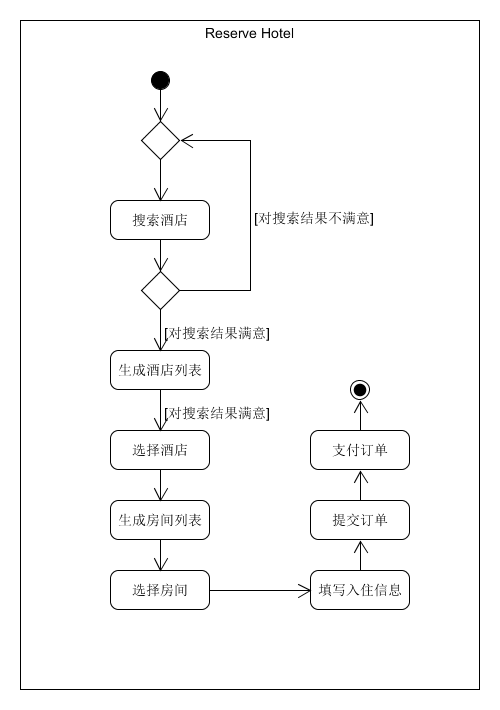 Reserve Hotel
搜索酒店
[对搜索结果不满意]
[对搜索结果满意]
生成酒店列表
[对搜索结果满意]
选择酒店
生成房间列表
选择房间
填写入住信息
提交订单
支付订单